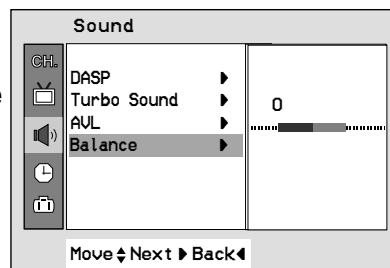 Sound
CH.
e
DASP
Turbo Sound
AVL
Balance
0
Move Next Back